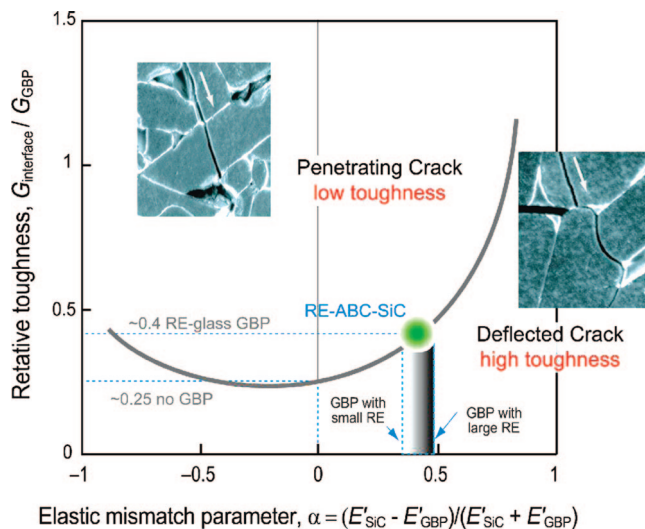 1.5
1
0.5
0
Retative toughness, G_interface / G_GBP
Penetrating Crack
low toughness
RE-ABC-SiC
~0.4 RE-glass GBP
Deflected Crack
high toughness
~0.25 no GBP
GBP with
small RE
GBP with
large RE
–1
–0.5
0
0.5
1
Elastic mismatch parameter, α = (E'SiC - E'GBP)/(E'SiC + E'GBP)